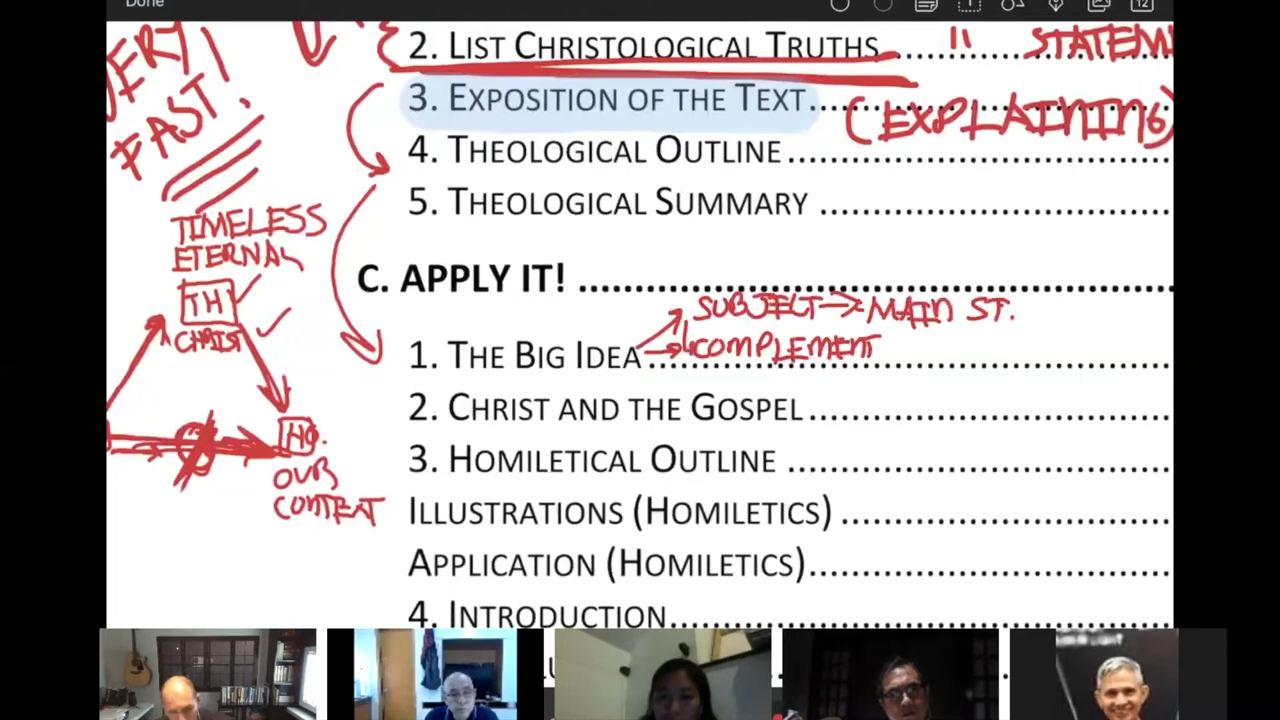 Done
12
2. LIST CHRISTOLOGICAL TRUTHS " STATEM
VERY FAST!
3. EXPOSITION OF THE TEXT (EXPLAINING)
4. THEOLOGICAL OUTLINE
5. THEOLOGICAL SUMMARY
TIMELESS
ETERNAL
TH
CHRIST
C. APPLY IT!
SUBJECT → MAIN ST.
COMPLEMENT
1. THE BIG IDEA
2. CHRIST AND THE GOSPEL
HO.
OUR
CONTEXT
3. HOMILETICAL OUTLINE
ILLUSTRATIONS (HOMILETICS)
APPLICATION (HOMILETICS)
4. INTRODUCTION